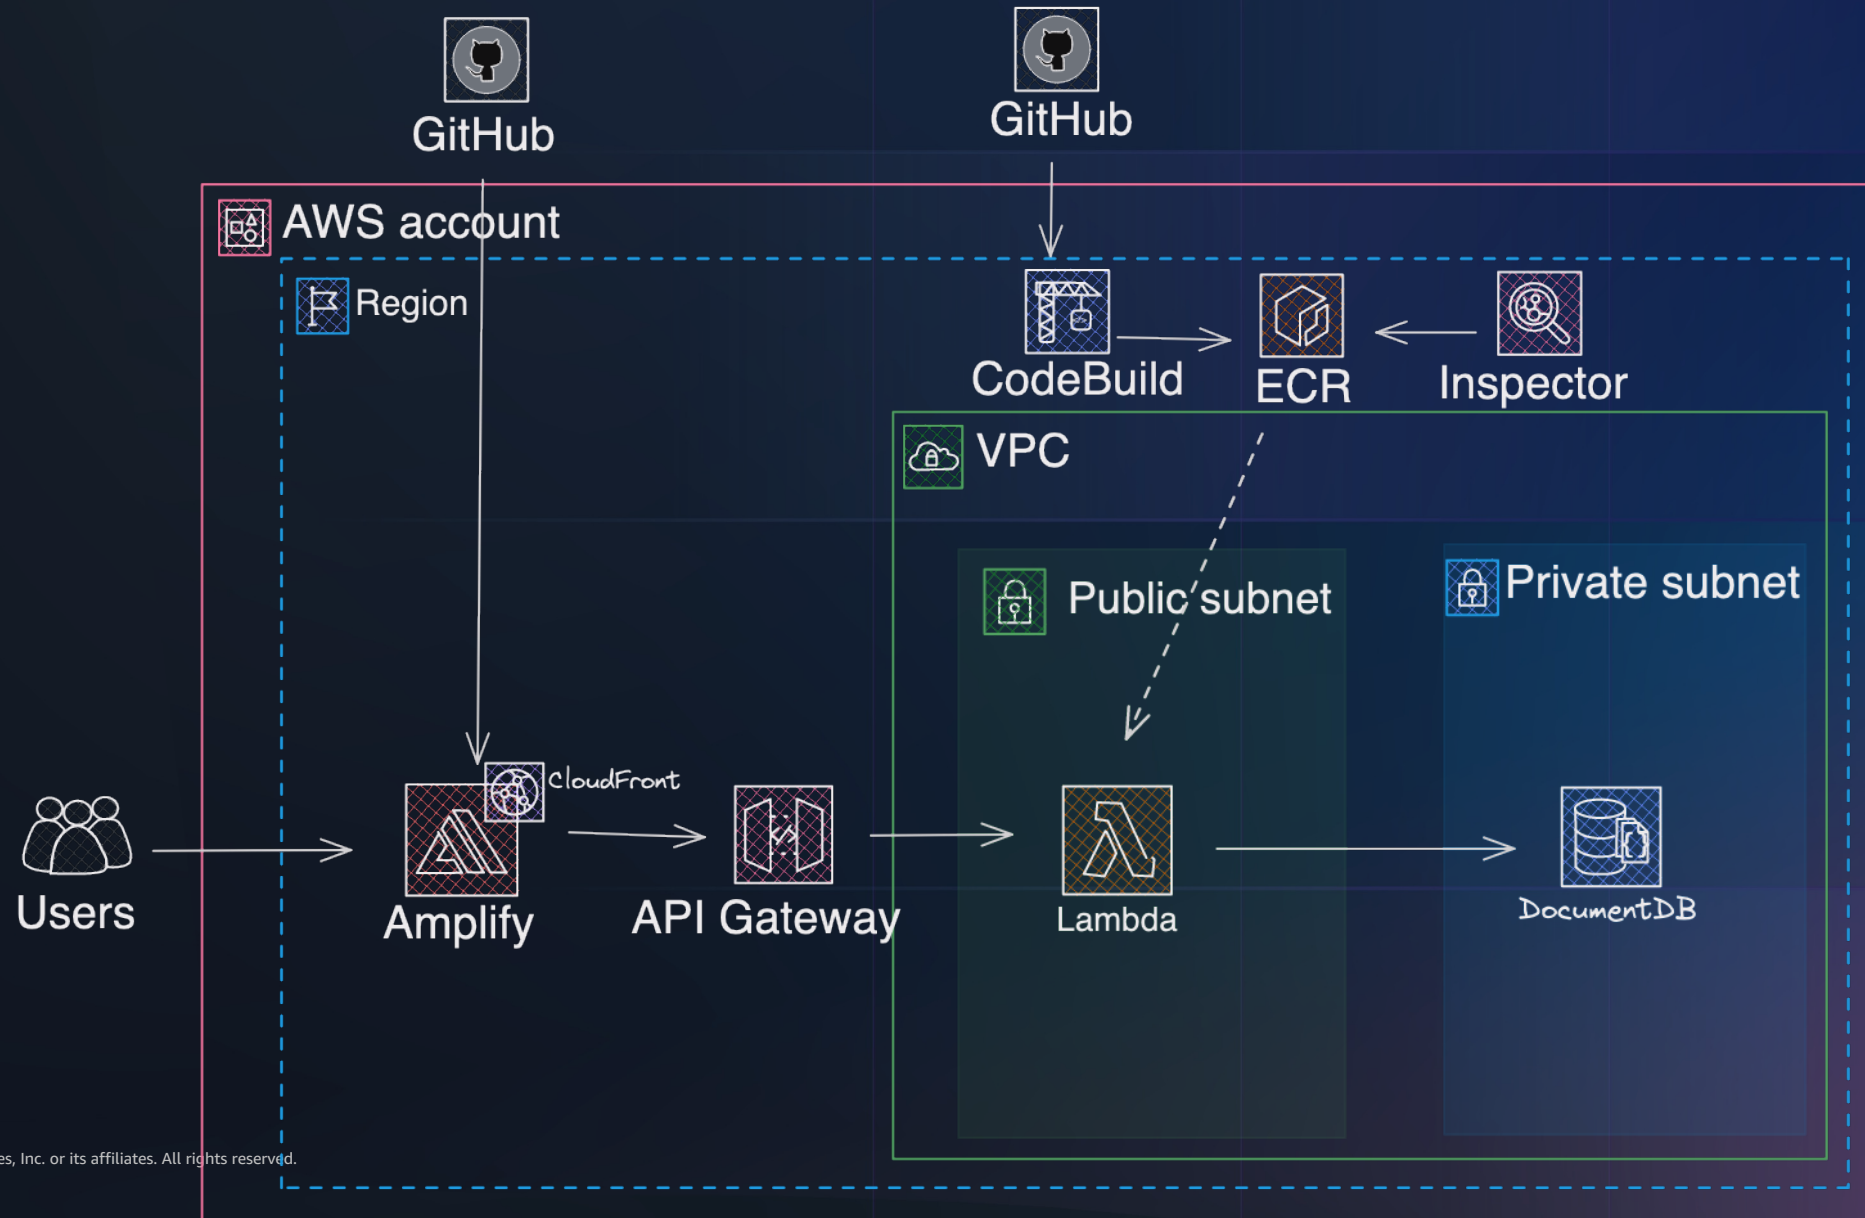 GitHub
GitHub
AWS account
Region
CodeBuild
ECR
Inspector
VPC
Public subnet
Private subnet
CloudFront
Users
Amplify
API Gateway
Lambda
DocumentDB
es, Inc. or its affiliates. All rights reserved.